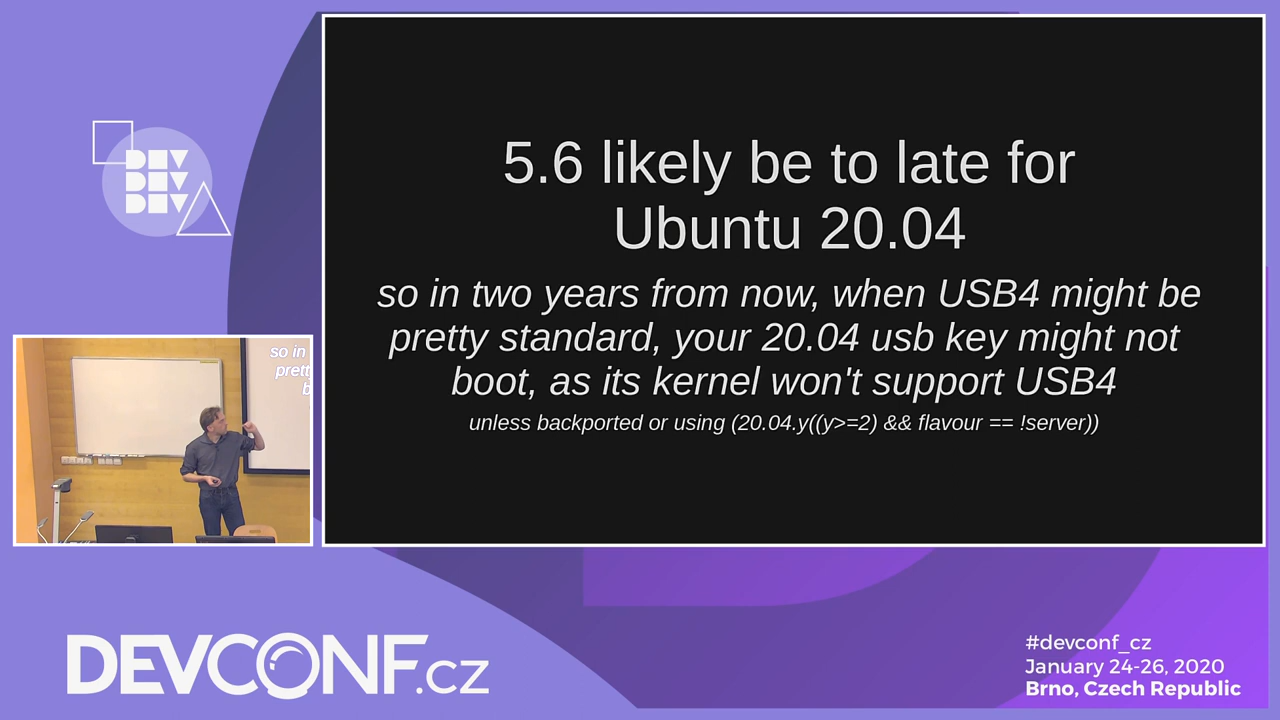 DEV
DEV
DEV
5.6 likely be to late for
Ubuntu 20.04
so in two years from now, when USB4 might be
pretty standard, your 20.04 usb key might not
boot, as its kernel won't support USB4
unless backported or using (20.04.y((y>=2) && flavour == !server))
so in
prett
b
DEVCONF.cz
#devconf_cz
January 24-26, 2020
Brno, Czech Republic